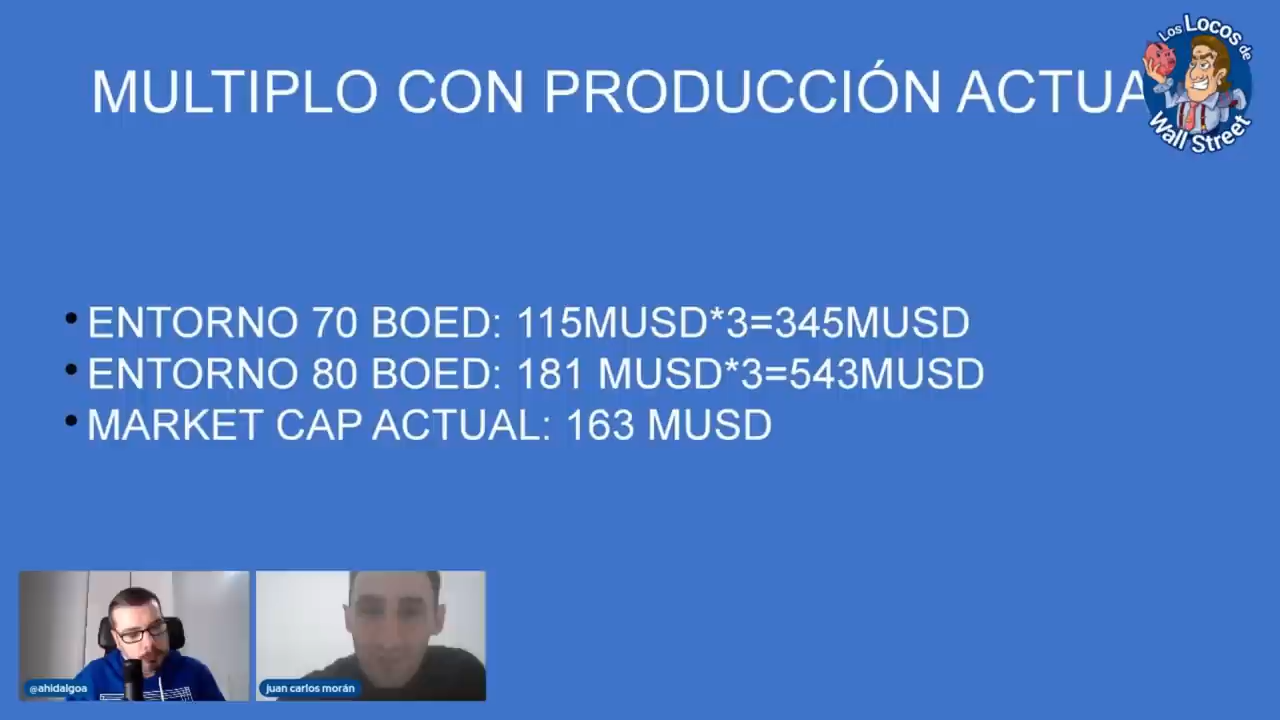 Los Locos de
Wall Street
MULTIPLO CON PRODUCCIÓN ACTUA
• ENTORNO 70 BOED: 115MUSD*3=345MUSD
• ENTORNO 80 BOED: 181 MUSD*3=543MUSD
• MARKET CAP ACTUAL: 163 MUSD
@ahidalgoa
juan carlos morán